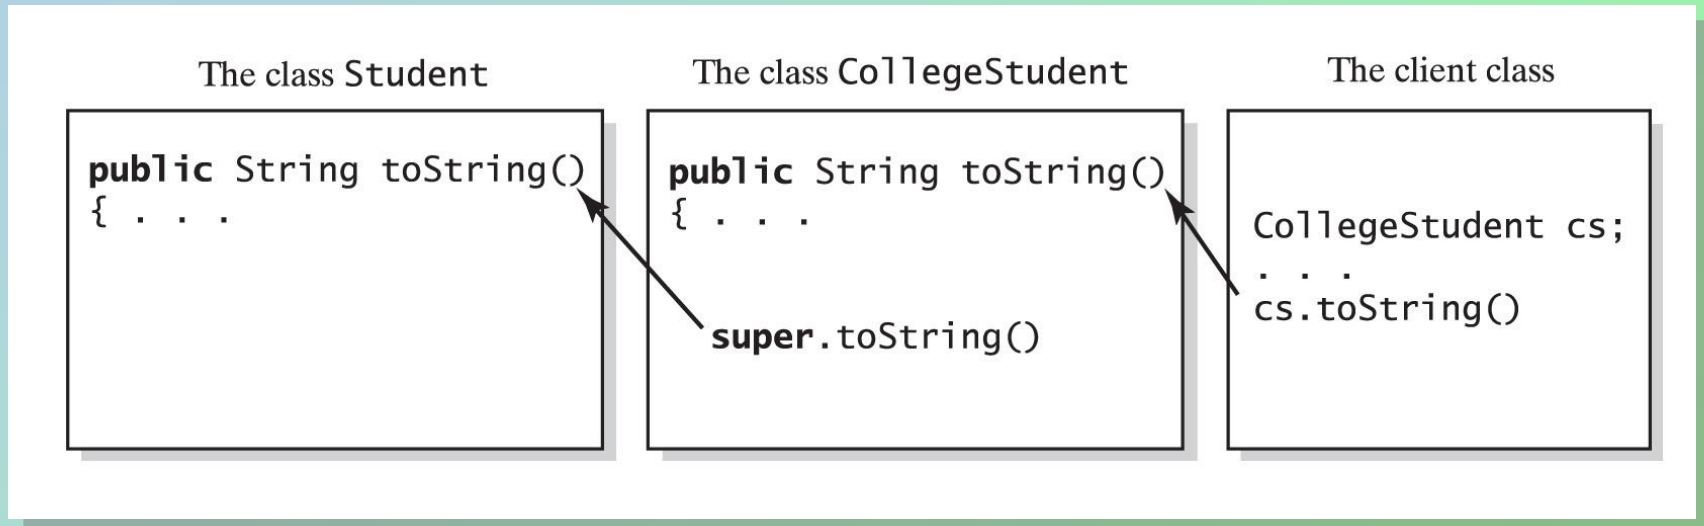 The class Student
public String toString()
{ . . .
The class CollegeStudent
public String toString()
{ . . .
super.toString()
The client class
CollegeStudent cs;
. . .
cs.toString()